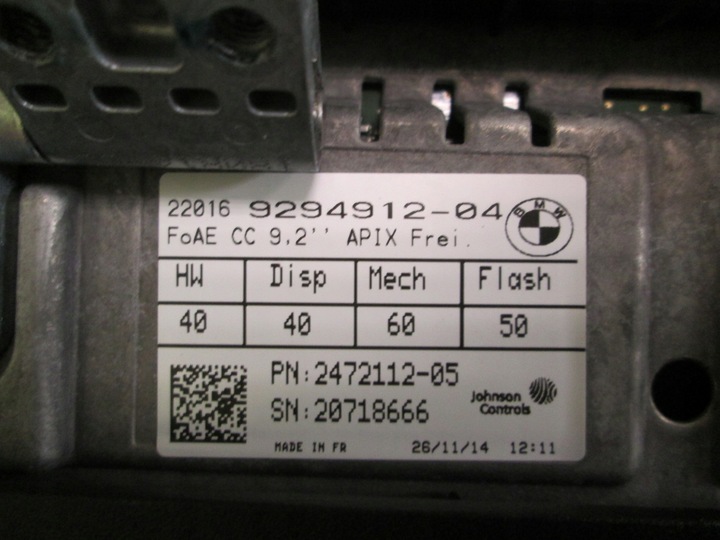 22016 9294912-04
BMW
FoAE CC 9,2'' APIX Frei.
HW Disp Mech Flash
40 40 60 50
PN:2472112-05
SN:20718666
Johnson
Controls
MADE IN FR 26/11/14 12:11